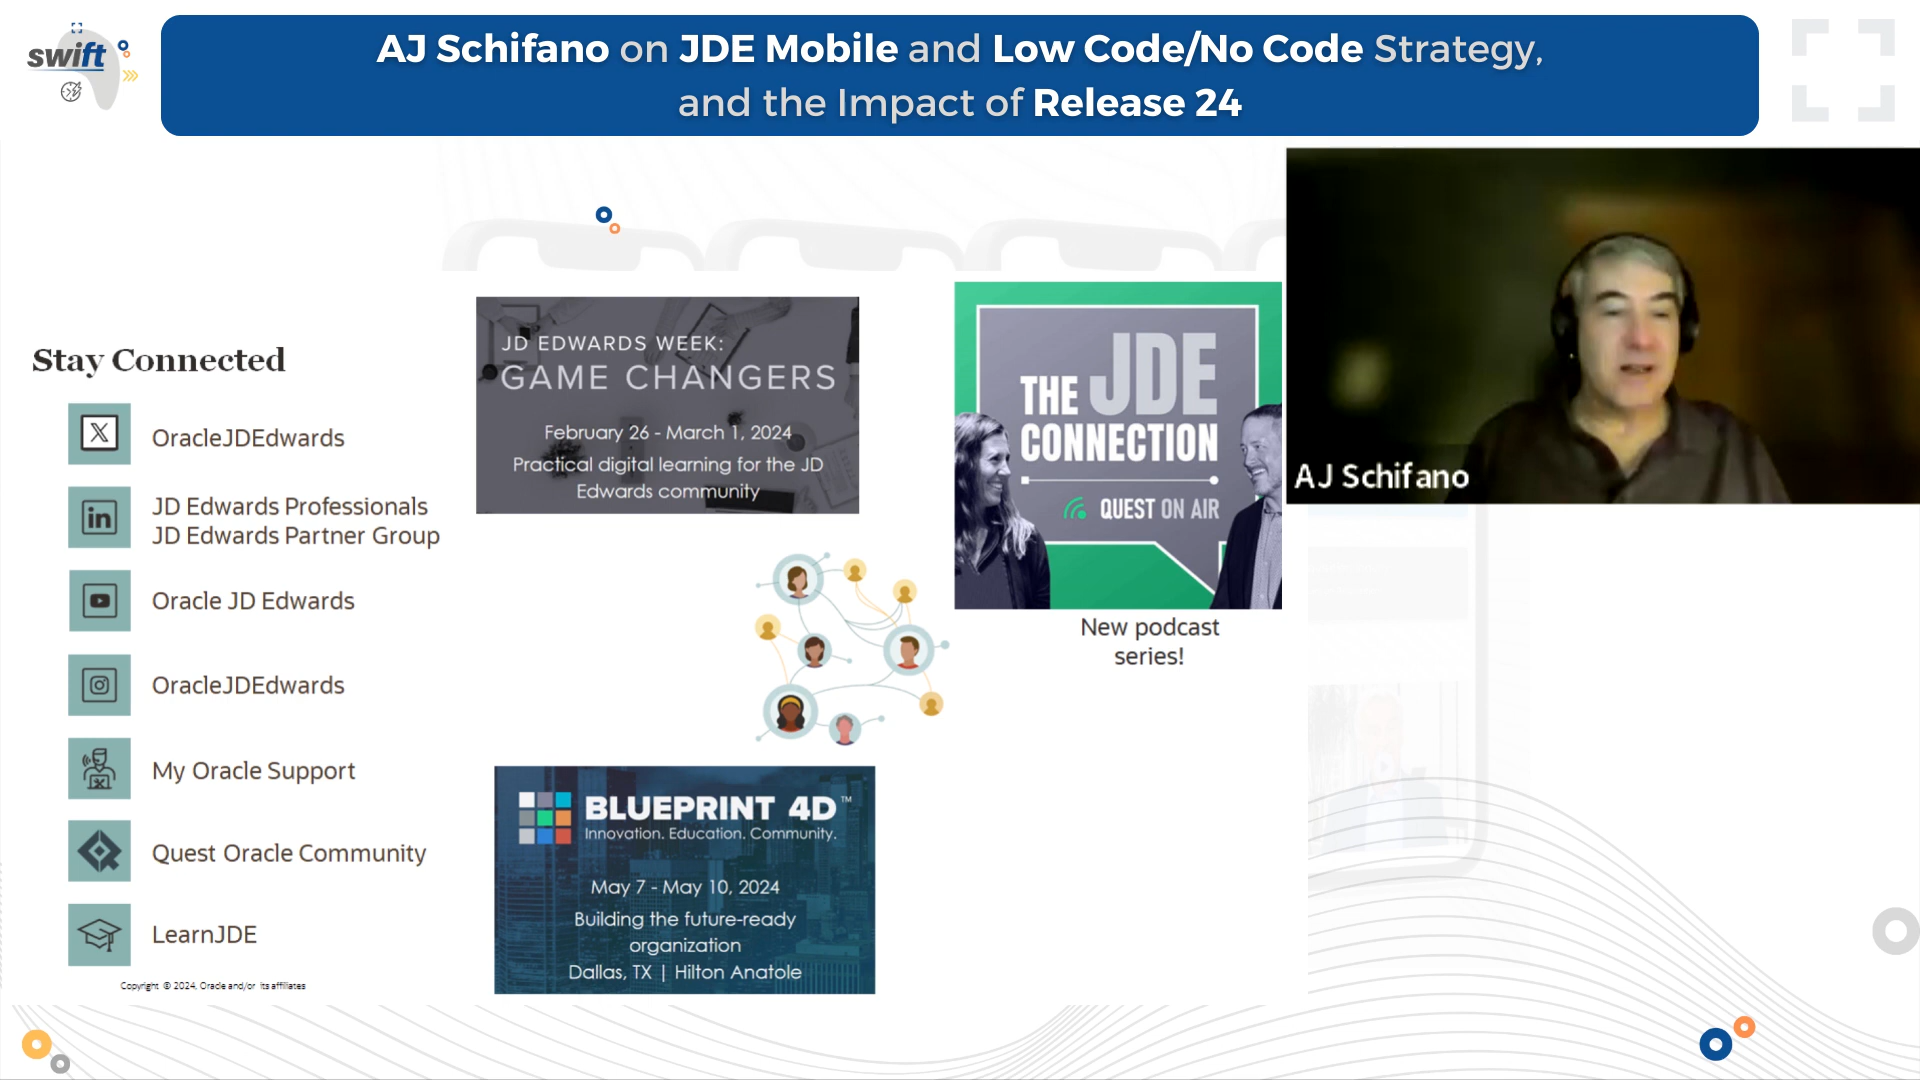 swift
AJ Schifano on JDE Mobile and Low Code/No Code Strategy,
and the Impact of Release 24
Stay Connected
OracleJDEdwards
JD Edwards Professionals
JD Edwards Partner Group
Oracle JD Edwards
OracleJDEdwards
My Oracle Support
Quest Oracle Community
LearnJDE
Copyright © 2024, Oracle and/or its affiliates
JD EDWARDS WEEK:
GAME CHANGERS
February 26 - March 1, 2024
Practical digital learning for the JD
Edwards community
BLUEPRINT 4D™
Innovation. Education. Community.
May 7 - May 10, 2024
Building the future-ready
organization
Dallas, TX | Hilton Anatole
THE JDE
CONNECTION
QUEST ON AIR
New podcast
series!
AJ Schifano